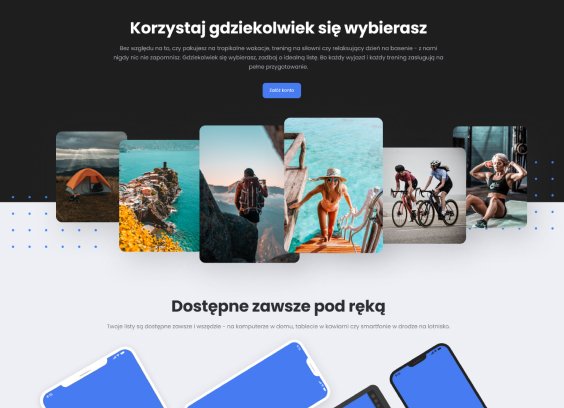 Korzystaj gdziekolwiek się wybierasz
Bez względu na to, czy pakujesz na tropikalne wakacje, trening na siłowni czy relaksujący dzień na basenie - z nami
nigdy nic nie zapomnisz. Gdziekolwiek się wybierasz, zadbaj o idealną listę. Bo każdy wyjazd i każdy trening zasługują na
pełne przygotowanie.
Załóż konto
Dostępne zawsze pod ręką
Twoje listy są dostępne zawsze i wszędzie - na komputerze w domu, tablecie w kawiarni czy smartfonie w drodze na lotnisko.